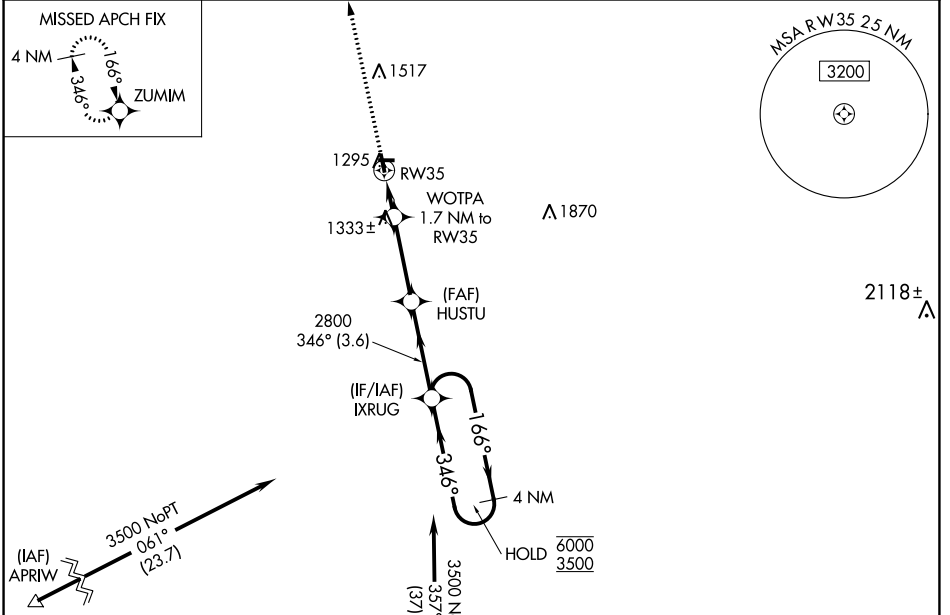 MISSED APCH FIX
4 NM
166°
346°
ZUMIM
1517
MSA RW35 25 NM
3200
1295
RW35
WOTPA
1.7 NM to
RW35
1333±
1870
2118±
(FAF)
HUSTU
2800
346° (3.6)
(IF/IAF)
IXRUG
166°
346°
4 NM
HOLD
6000
3500
3500 NoPT
061°
(23.7)
(IAF)
APRIW
3500 N
357°
(37)